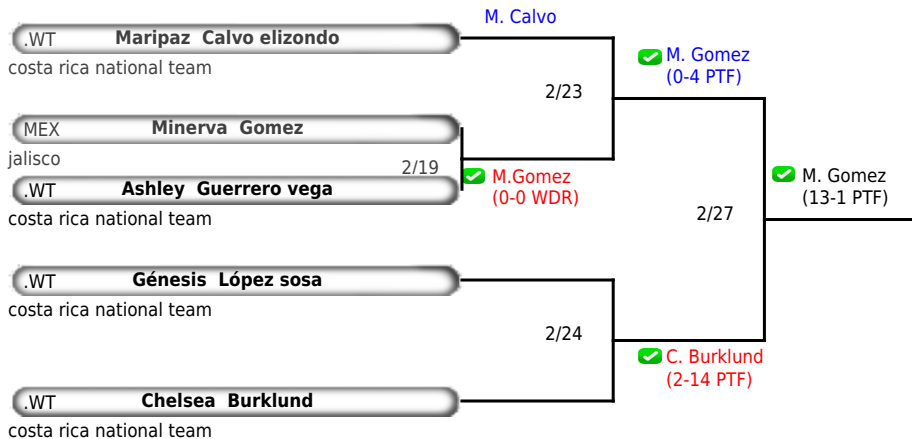 M. Calvo
.WT Maripaz Calvo elizondo
costa rica national team
M. Gomez
(0-4 PTF)
2/23
MEX Minerva Gomez
jalisco
2/19
M.Gomez
(0-0 WDR)
.WT Ashley Guerrero vega
costa rica national team
M. Gomez
(13-1 PTF)
2/27
.WT Génesis López sosa
costa rica national team
2/24
C. Burklund
(2-14 PTF)
.WT Chelsea Burklund
costa rica national team